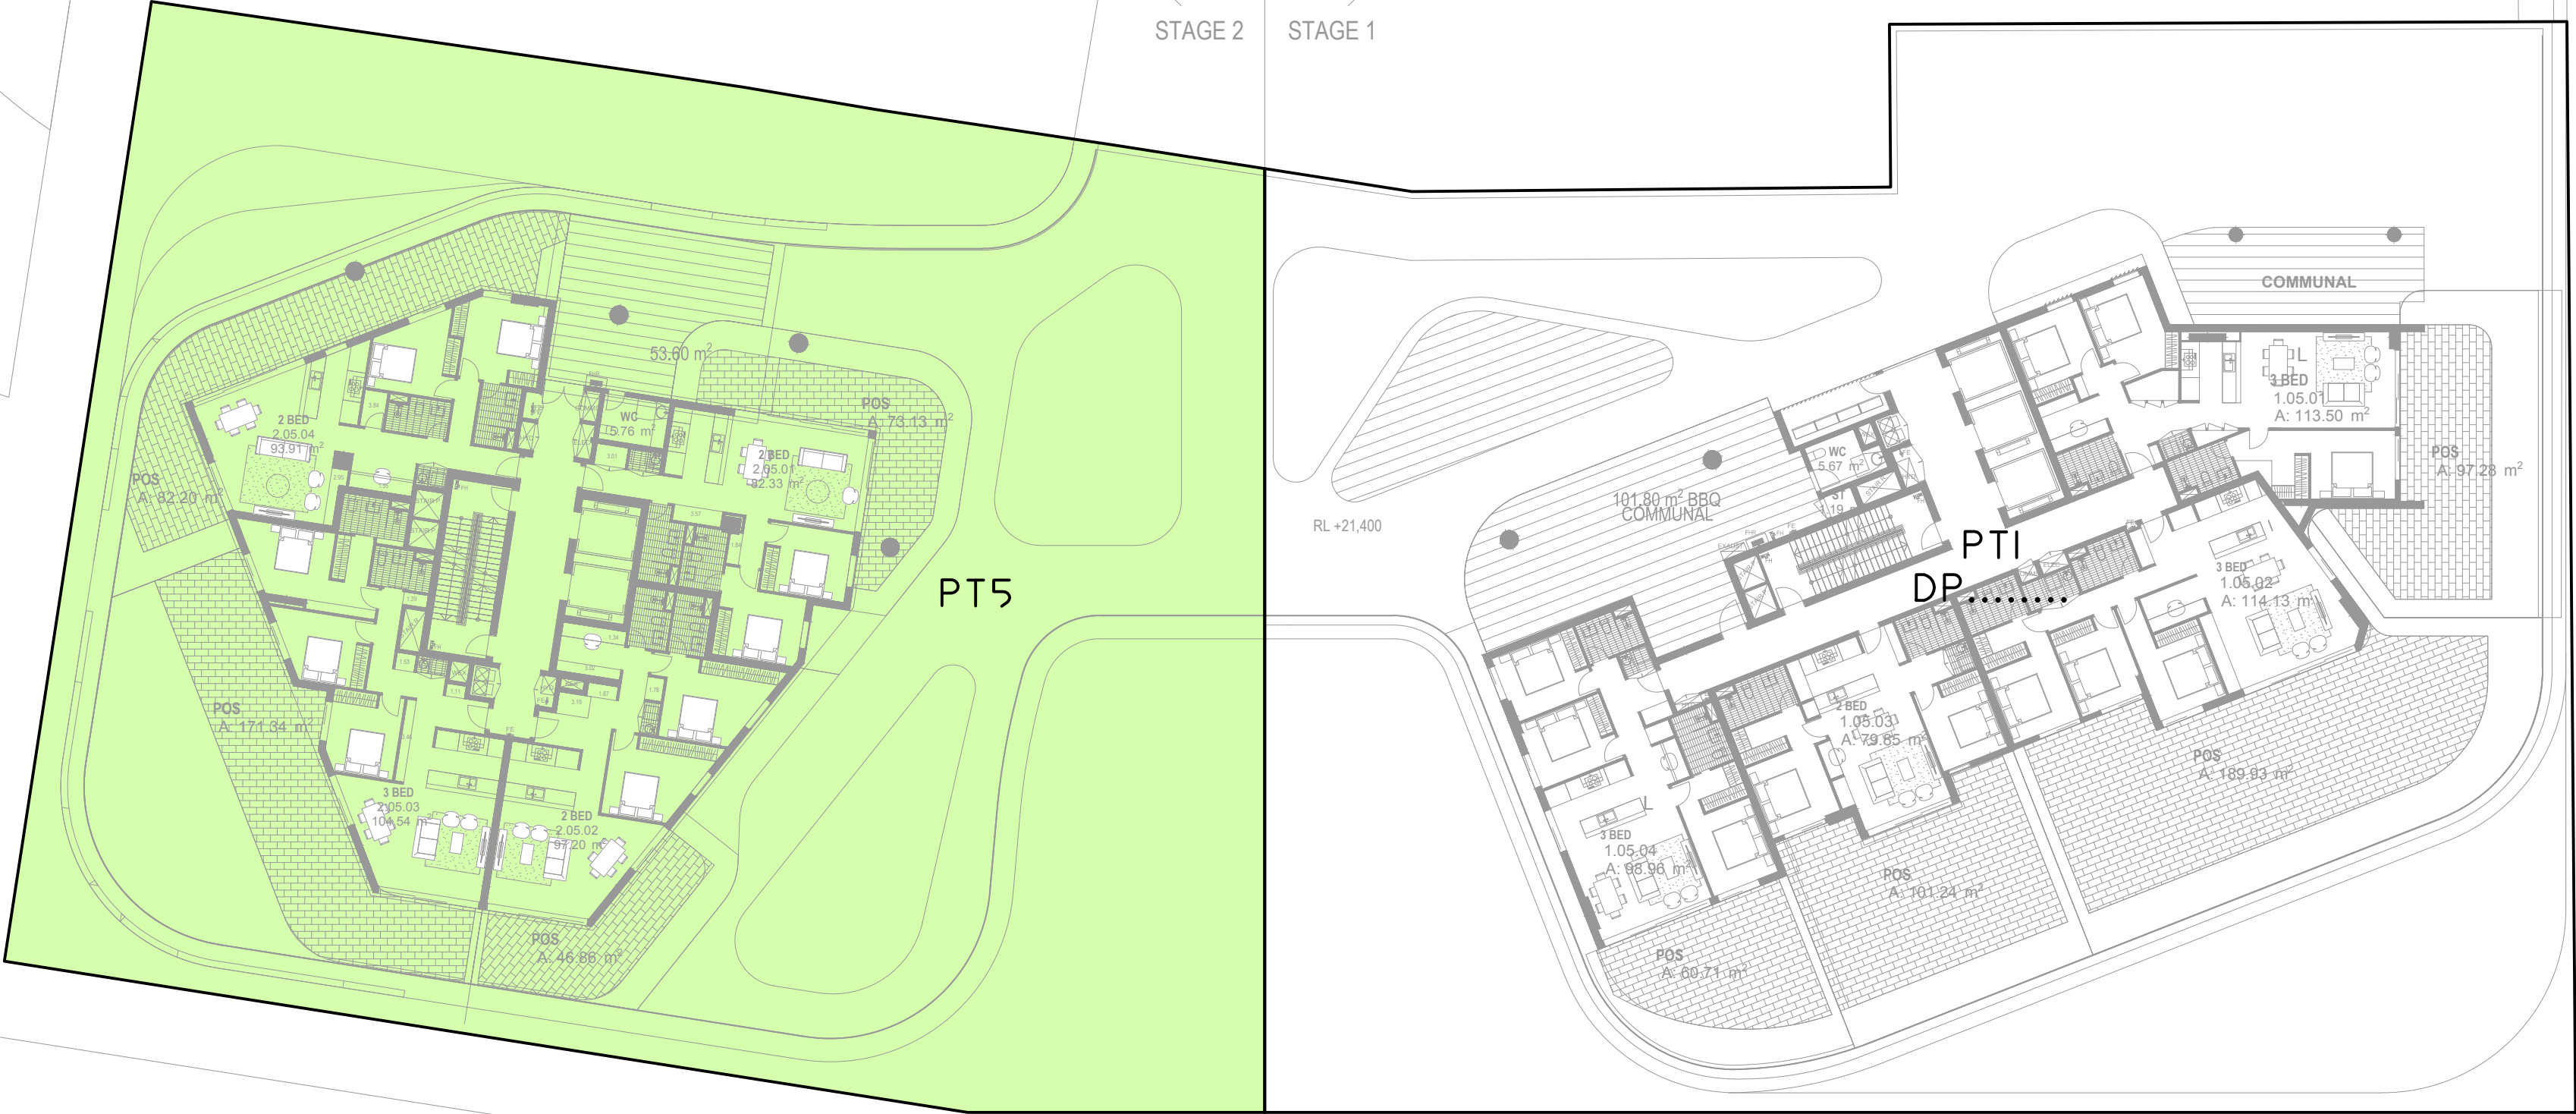 STAGE 2
STAGE 1
53.60 m²
WC
5.76 m²
POS
A: 73.13 m²
2 BED
2.05.04
93.91 m²
2 BED
2.05.01
82.33 m²
POS
A: 82.20 m²
PT5
POS
A: 171.34 m²
3 BED
2.05.03
104.54 m²
2 BED
2.05.02
97.20 m²
POS
A: 46.86 m²
COMMUNAL
L
3 BED
1.05.01
A: 113.50 m²
POS
A: 97.28 m²
WC
5.67 m²
ST
1.19
101.80 m² BBQ
COMMUNAL
RL +21,400
PT1
DP........
3 BED
1.05.02
A: 114.13 m
2 BED
1.05.03
A: 79.85 m²
POS
A: 189.93 m²
L
3 BED
1.05.04
A: 98.96 m²
POS
A: 101.24 m²
POS
A: 60.71 m²